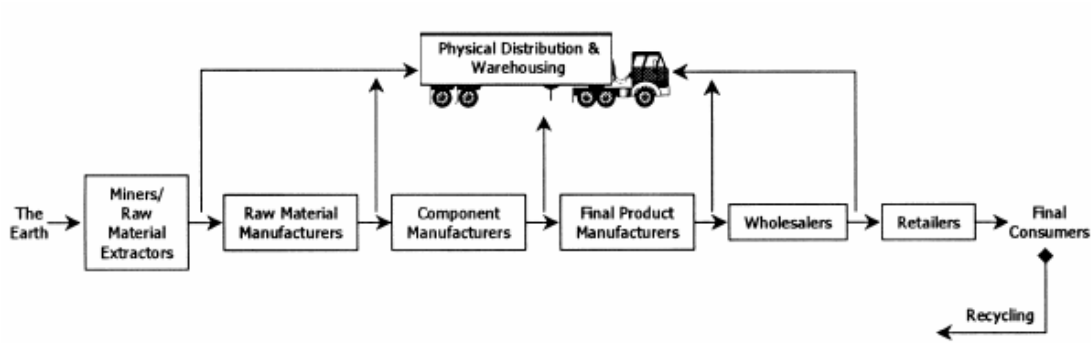 Physical Distribution &
Warehousing
The
Earth
Miners/
Raw
Material
Extractors
Raw Material
Manufacturers
Component
Manufacturers
Final Product
Manufacturers
Wholesalers
Retailers
Final
Consumers
Recycling